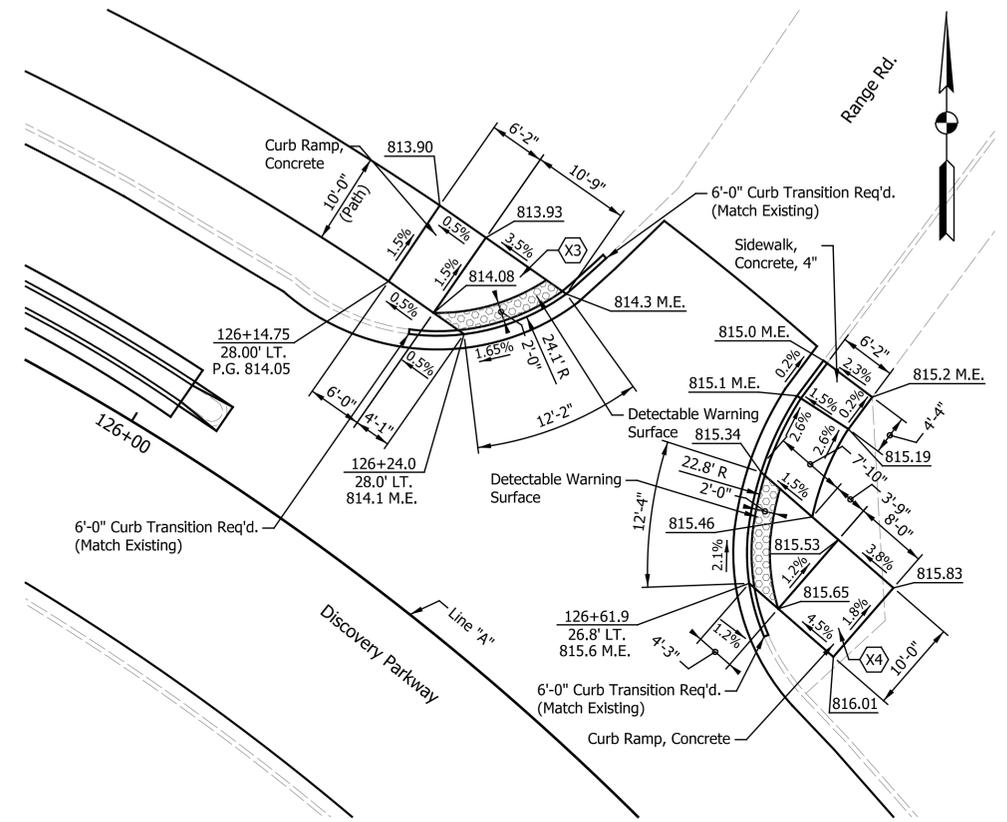 Range Rd.
6'-2"
Curb Ramp,
Concrete
813.90
10'-9"
10'-0"
(Path)
6'-0" Curb Transition Req'd.
(Match Existing)
813.93
0.5%
1.5%
3.5%
X3
Sidewalk,
Concrete, 4"
1.5%
814.08
0.5%
814.3 M.E.
126+14.75
28.00' LT.
P.G. 814.05
24.1' R
2'-0"
1.65%
0.5%
815.0 M.E.
6'-2"
0.2%
2.3%
815.1 M.E.
815.2 M.E.
1.5%
0.2%
6'-0"
4'-1"
12'-2"
Detectable Warning
Surface
4'-4"
126+00
815.34
2.6%
2.6%
815.19
126+24.0
28.0' LT.
814.1 M.E.
22.8' R
7'-10"
Detectable Warning
Surface
2'-0"
1.5%
3'-9"
8'-0"
12'-4"
815.46
6'-0" Curb Transition Req'd.
(Match Existing)
815.53
2.1%
3.8%
1.2%
815.83
815.65
Line "A"
Discovery Parkway
126+61.9
26.8' LT.
815.6 M.E.
1.2%
4.5%
1.8%
4'-3"
X4
10'-0"
6'-0" Curb Transition Req'd.
(Match Existing)
816.01
Curb Ramp, Concrete